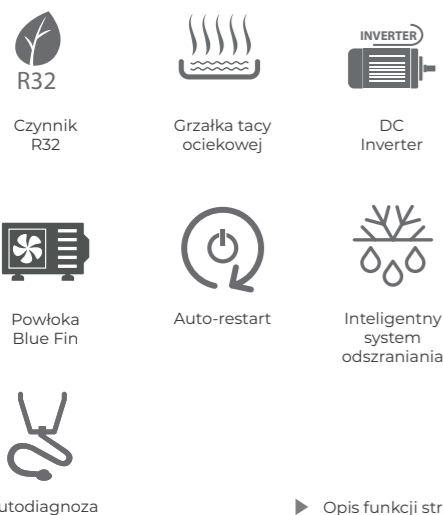 R32
INVERTER
Czynnik
R32
Grzałka tacy
ociekowej
DC
Inverter
Powłoka
Blue Fin
Auto-restart
Inteligentny
system
odszraniania
utodiagnoza
Opis funkcji str